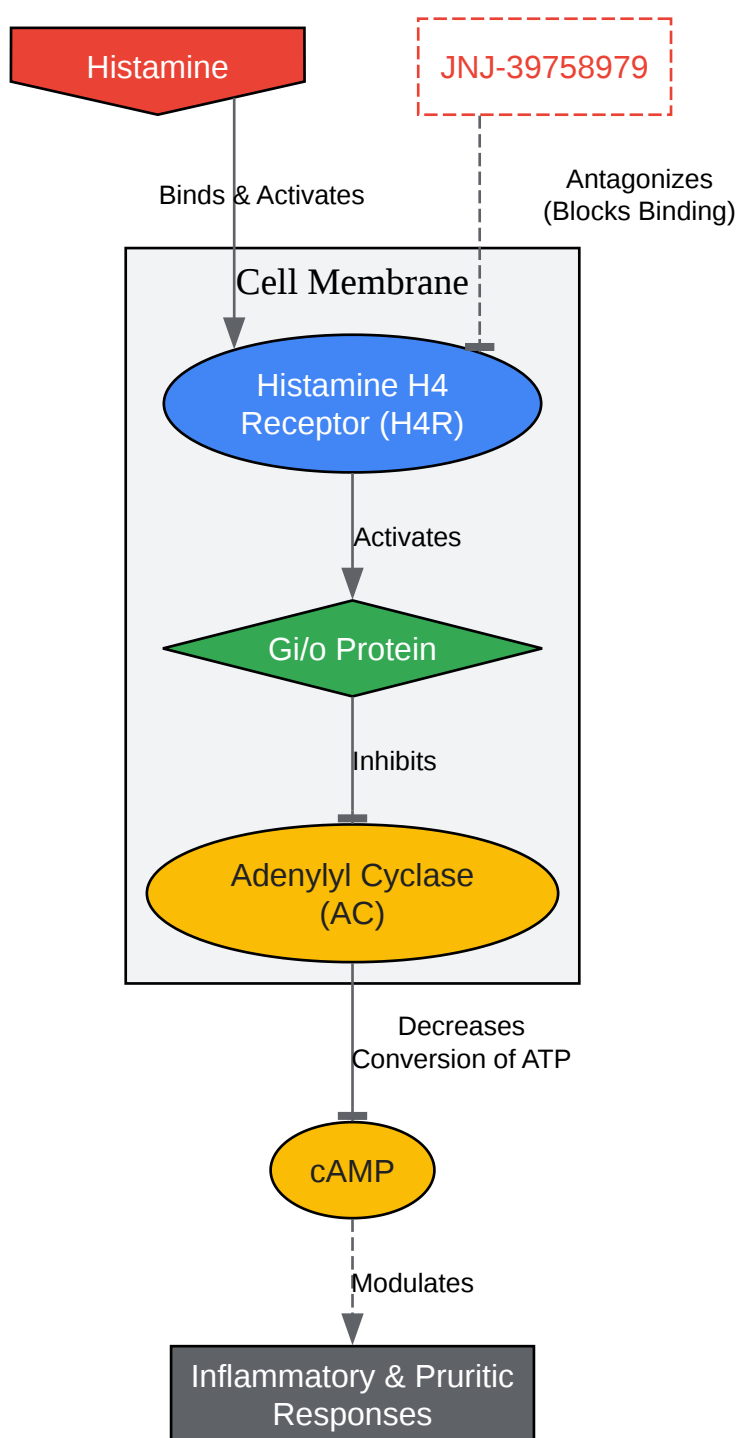 Histamine
JNJ-39758979
Binds & Activates
Antagonizes
(Blocks Binding)
Cell Membrane
Histamine H4
Receptor (H4R)
Activates
Gi/o Protein
Inhibits
Adenylyl Cyclase
(AC)
Decreases
Conversion of ATP
cAMP
Modulates
Inflammatory & Pruritic
Responses